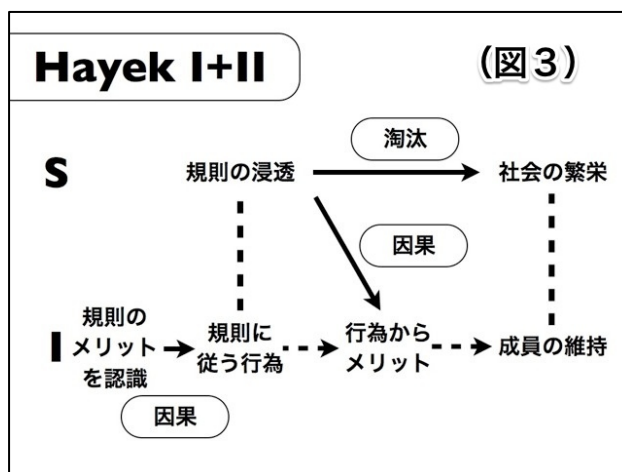 Hayek I+II
(図3)
淘汰
S
規則の浸透
社会の繁栄
因果
I
規則の
メリット
を認識
規則に
従う行為
行為から
メリット
成員の維持
因果